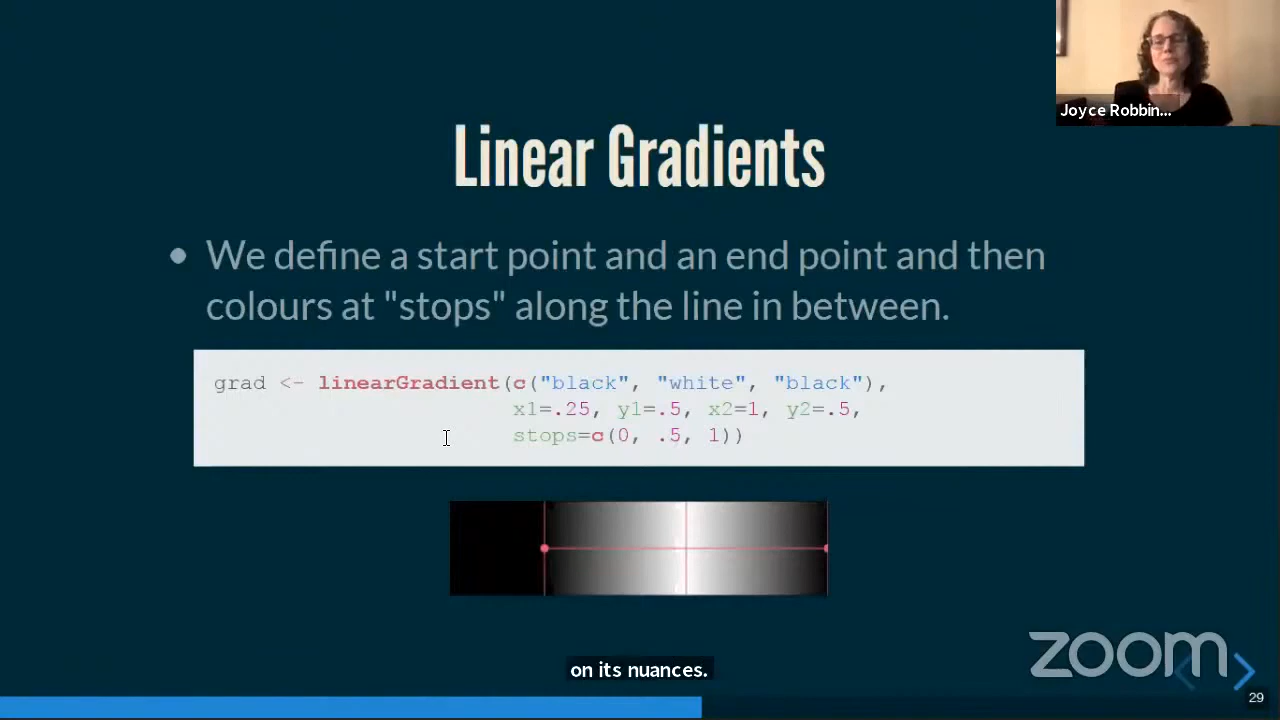 Joyce Robbin...
Linear Gradients
• We define a start point and an end point and then
colours at "stops" along the line in between.
grad <- linearGradient(c("black", "white", "black"),
x1=.25, y1=.5, x2=1, y2=.5,
stops=c(0, .5, 1))
on its nuances.
zoom
29